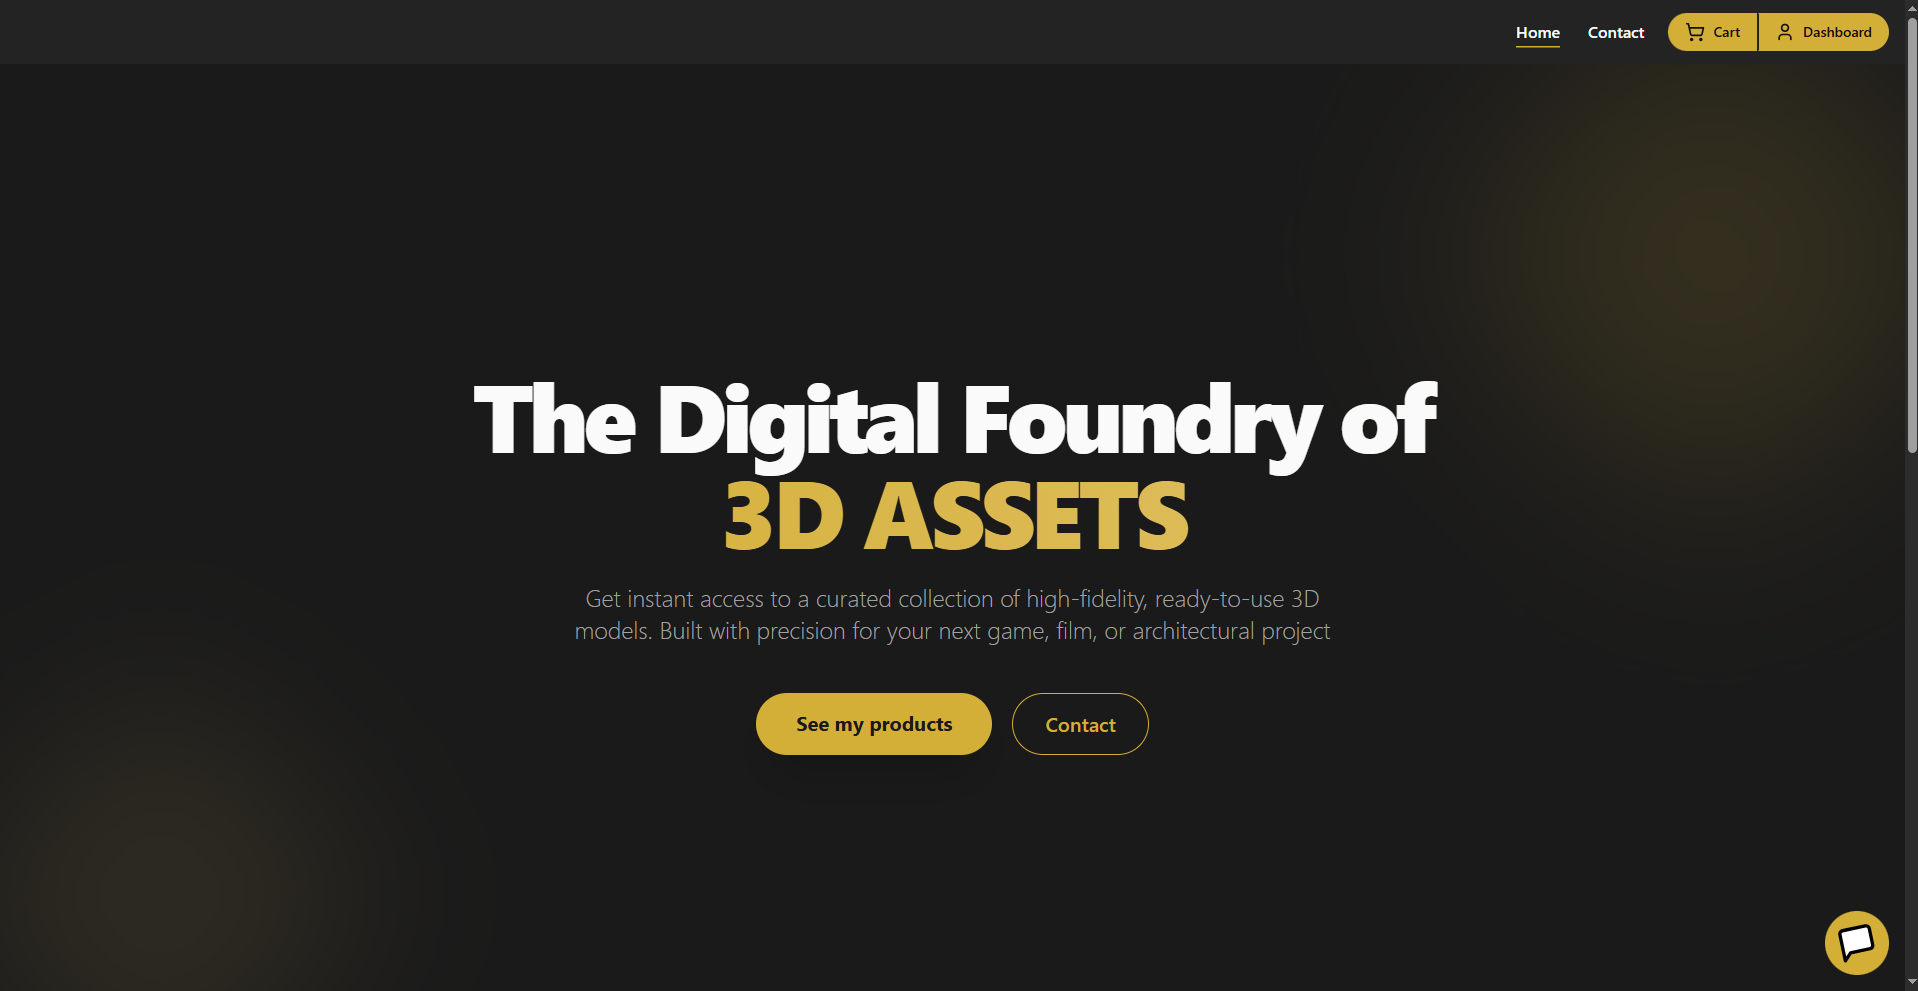 Home Contact Cart Dashboard
The Digital Foundry of
3D ASSETS
Get instant access to a curated collection of high-fidelity, ready-to-use 3D
models. Built with precision for your next game, film, or architectural project
See my products Contact